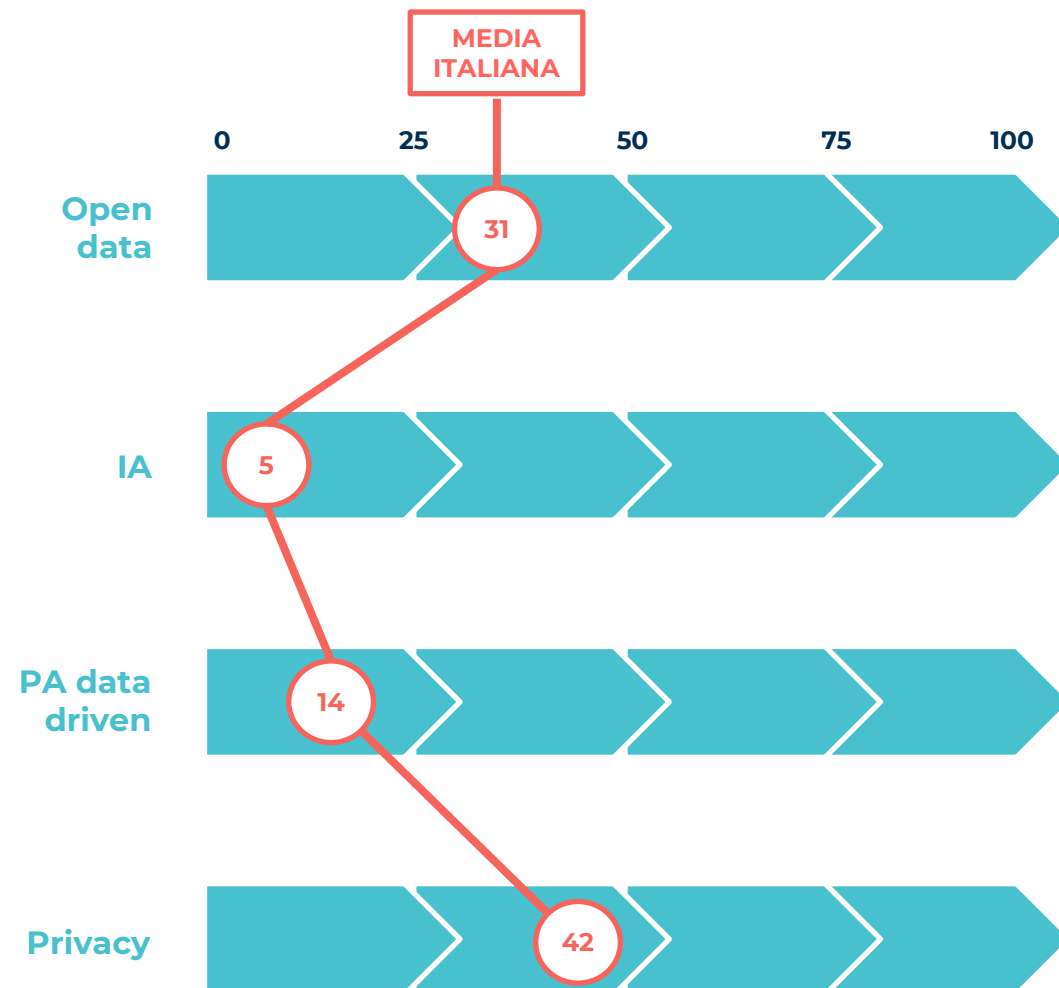 MEDIA
ITALIANA
0 25 50 75 100
Open
data
31
IA
5
PA data
driven
14
Privacy
42